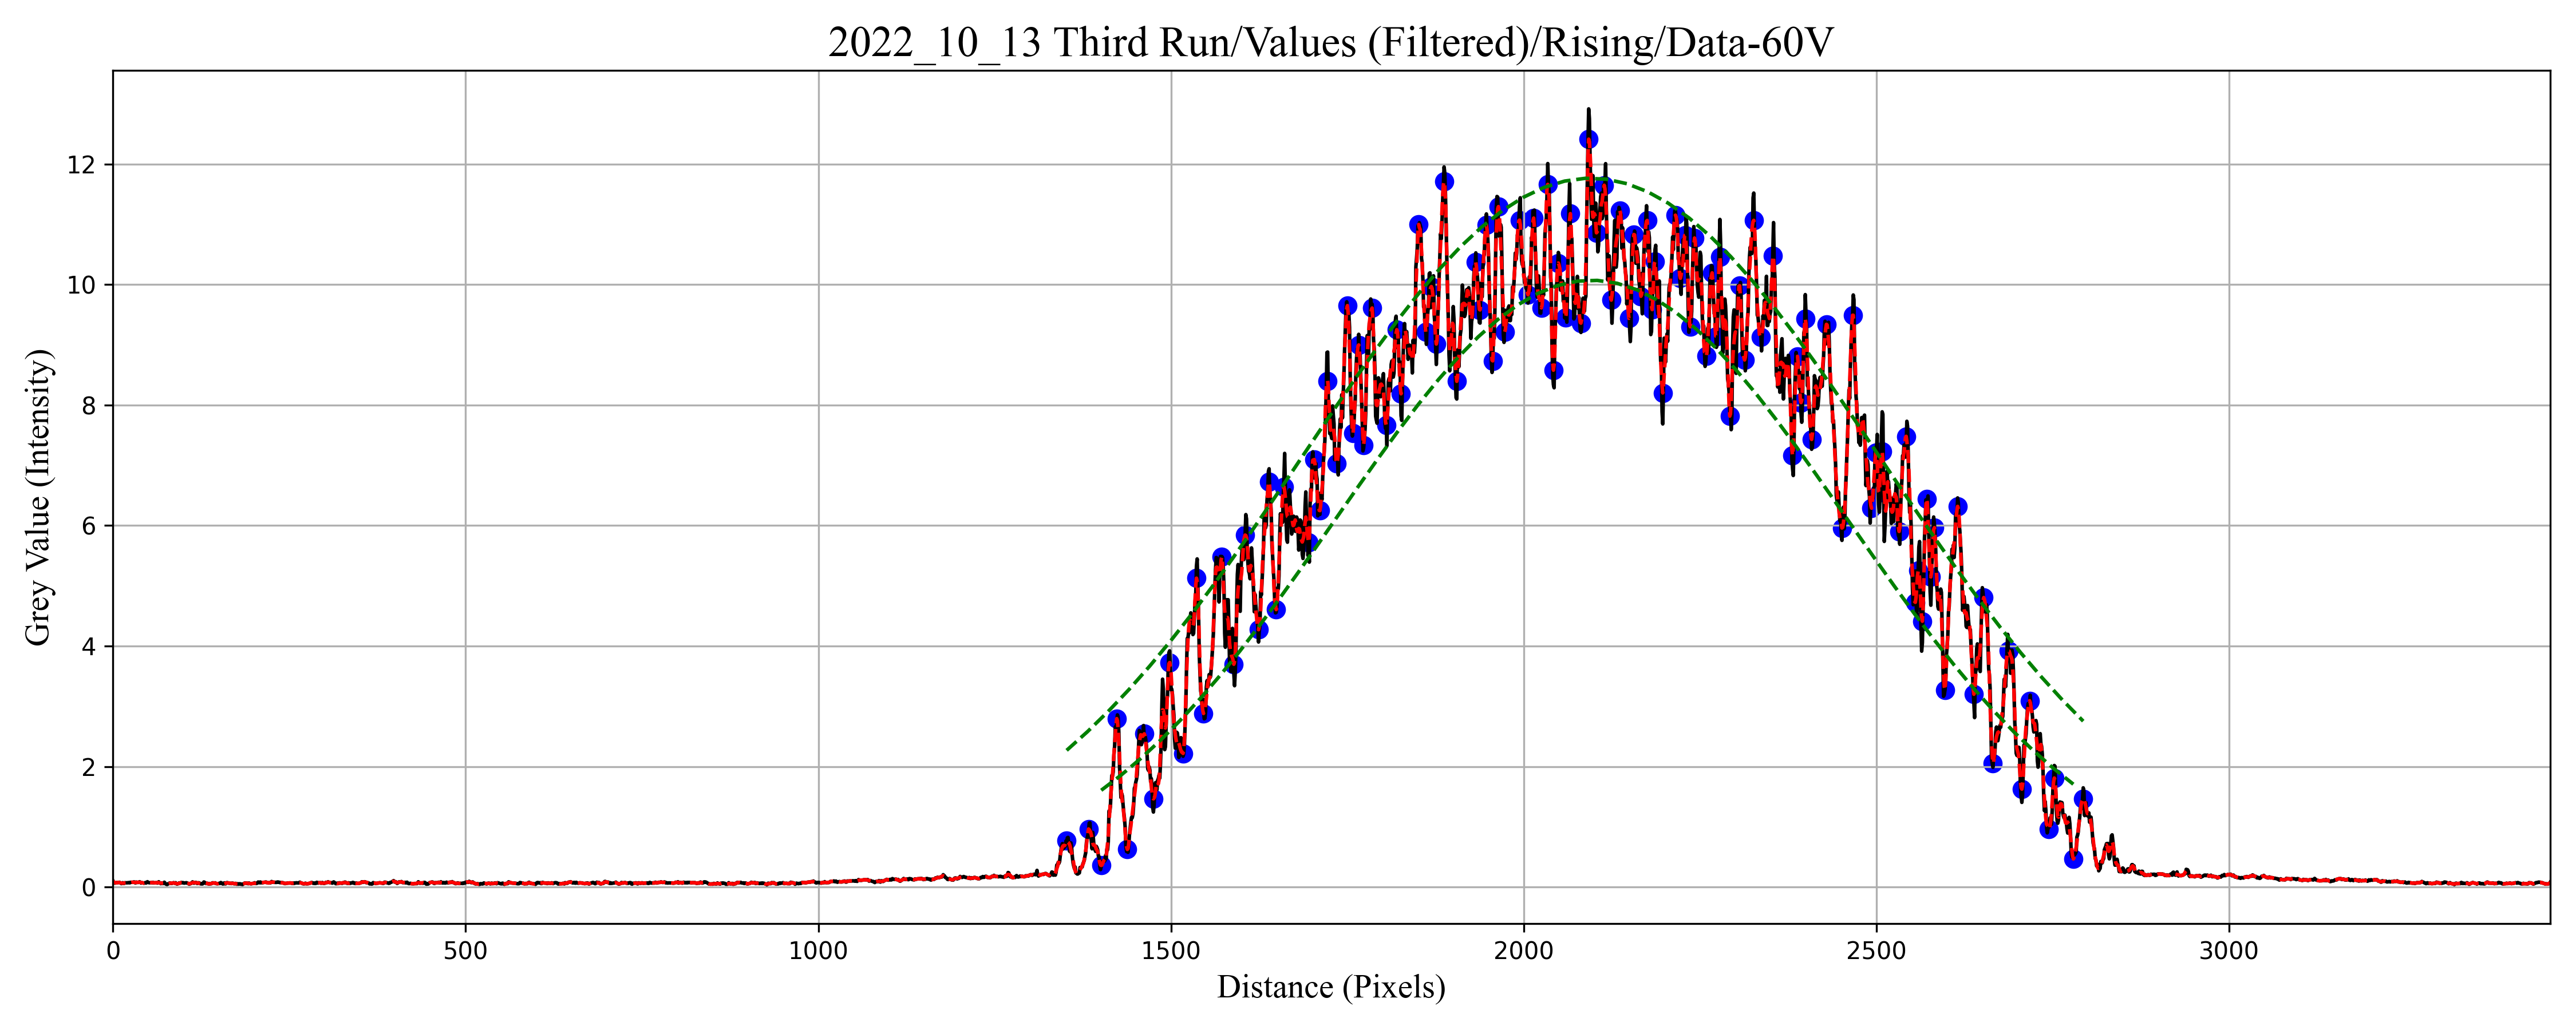 2022_10_13 Third Run/Values (Filtered)/Rising/Data-60V
Grey Value (Intensity)
12
10
8
6
4
2
0
0 500 1000 1500 2000 2500 3000
Distance (Pixels)